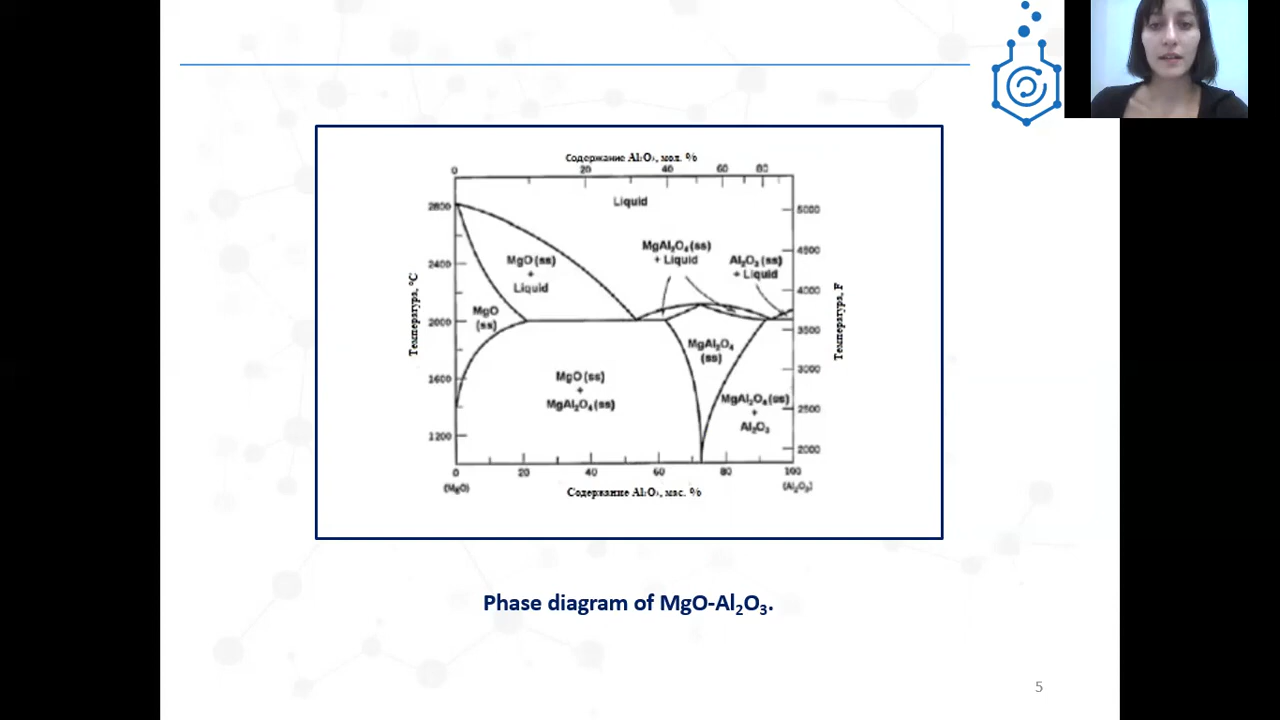 Содержание Al₂O₃, мол. %
0 20 40 60 80
Liquid
2800
5000
MgAl₂O₄ (ss)
+ Liquid
4500
MgO (ss)
+
Liquid
Al₂O₃ (ss)
+ Liquid
2400
4000
Температура, °C
MgO
(ss)
Температура, F
2000
3500
MgAl₂O₄
(ss)
3000
1600
MgO (ss)
+
MgAl₂O₄ (ss)
MgAl₂O₄ (ss)
+
Al₂O₃
2500
1200
2000
0 20 40 60 80 100
(MgO)
Содержание Al₂O₃, мас. %
(Al₂O₃)
Phase diagram of MgO-Al₂O₃.
5